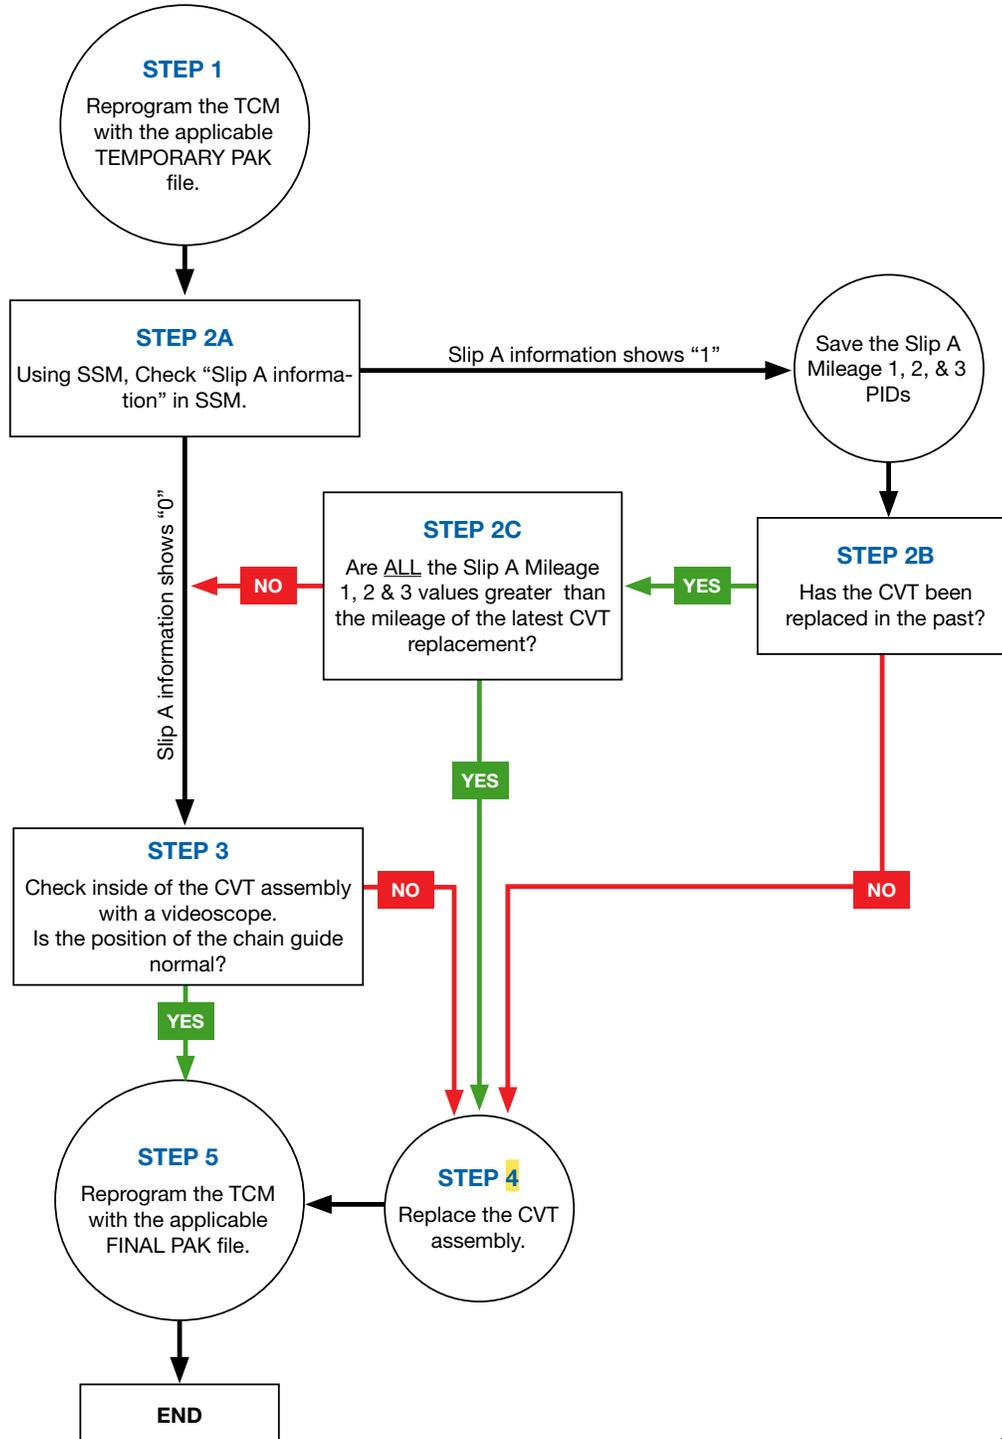 STEP 1
Reprogram the TCM
with the applicable
TEMPORARY PAK
file.
STEP 2A
Using SSM, Check “Slip A informa-
tion” in SSM.
Slip A information shows “1”
Save the Slip A
Mileage 1, 2, & 3
PIDs
Slip A information shows “0”
STEP 2B
Has the CVT been
replaced in the past?
YES
STEP 2C
Are ALL the Slip A Mileage
1, 2 & 3 values greater than
the mileage of the latest CVT
replacement?
NO
YES
NO
STEP 3
Check inside of the CVT assembly
with a videoscope.
Is the position of the chain guide
normal?
NO
YES
STEP 4
Replace the CVT
assembly.
STEP 5
Reprogram the TCM
with the applicable
FINAL PAK file.
END